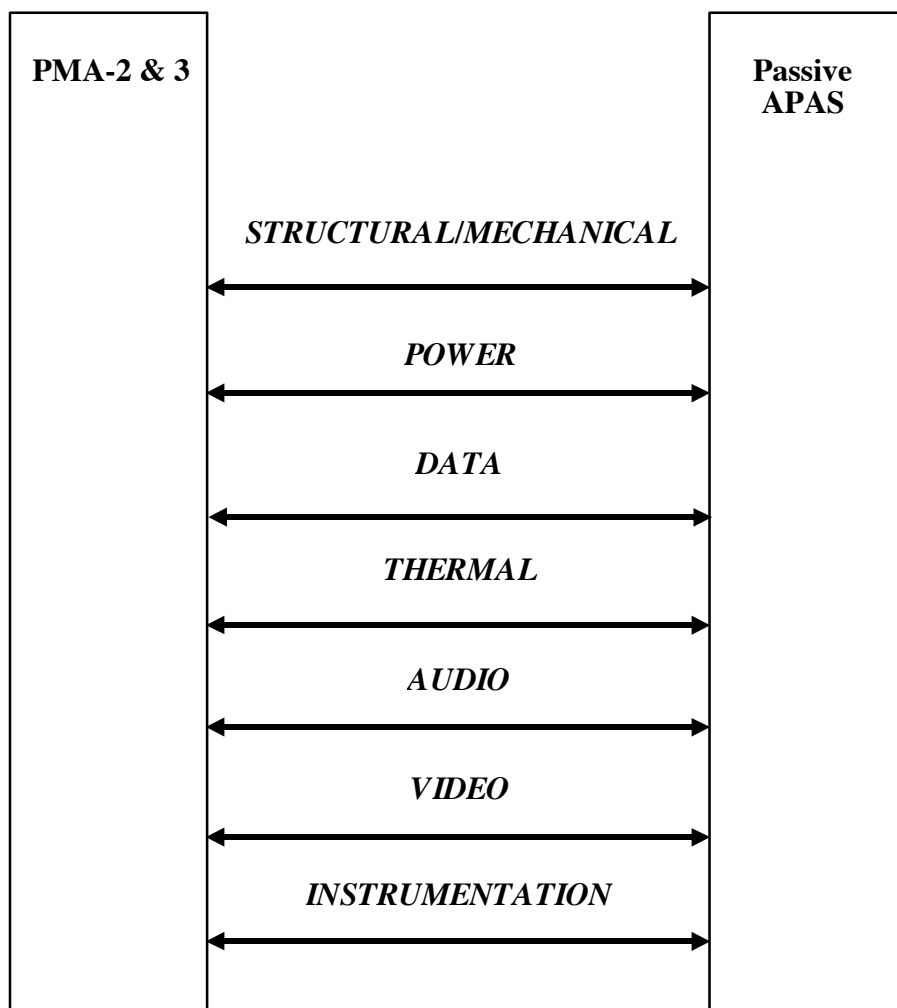 PMA-2 & 3
Passive
APAS
STRUCTURAL/MECHANICAL
POWER
DATA
THERMAL
AUDIO
VIDEO
INSTRUMENTATION